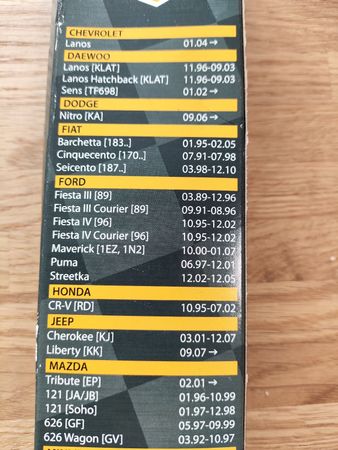 CHEVROLET
Lanos 01.04 →
DAEWOO
Lanos [KLAT] 11.96-09.03
Lanos Hatchback [KLAT] 11.96-09.03
Sens [TF698] 01.02 →
DODGE
Nitro [KA] 09.06 →
FIAT
Barchetta [183..] 01.95-02.05
Cinquecento [170..] 07.91-07.98
Seicento [187..] 03.98-12.10
FORD
Fiesta III [89] 03.89-12.96
Fiesta III Courier [89] 09.91-08.96
Fiesta IV [96] 10.95-12.02
Fiesta IV Courier [96] 10.95-12.02
Maverick [1EZ, 1N2] 10.00-01.07
Puma 06.97-12.01
Streetka 12.02-12.05
HONDA
CR-V [RD] 10.95-07.02
JEEP
Cherokee [KJ] 03.01-12.07
Liberty [KK] 09.07 →
MAZDA
Tribute [EP] 02.01 →
121 [JA/JB] 01.96-10.99
121 [Soho] 01.97-12.98
626 [GF] 05.97-09.99
626 Wagon [GV] 03.92-10.97